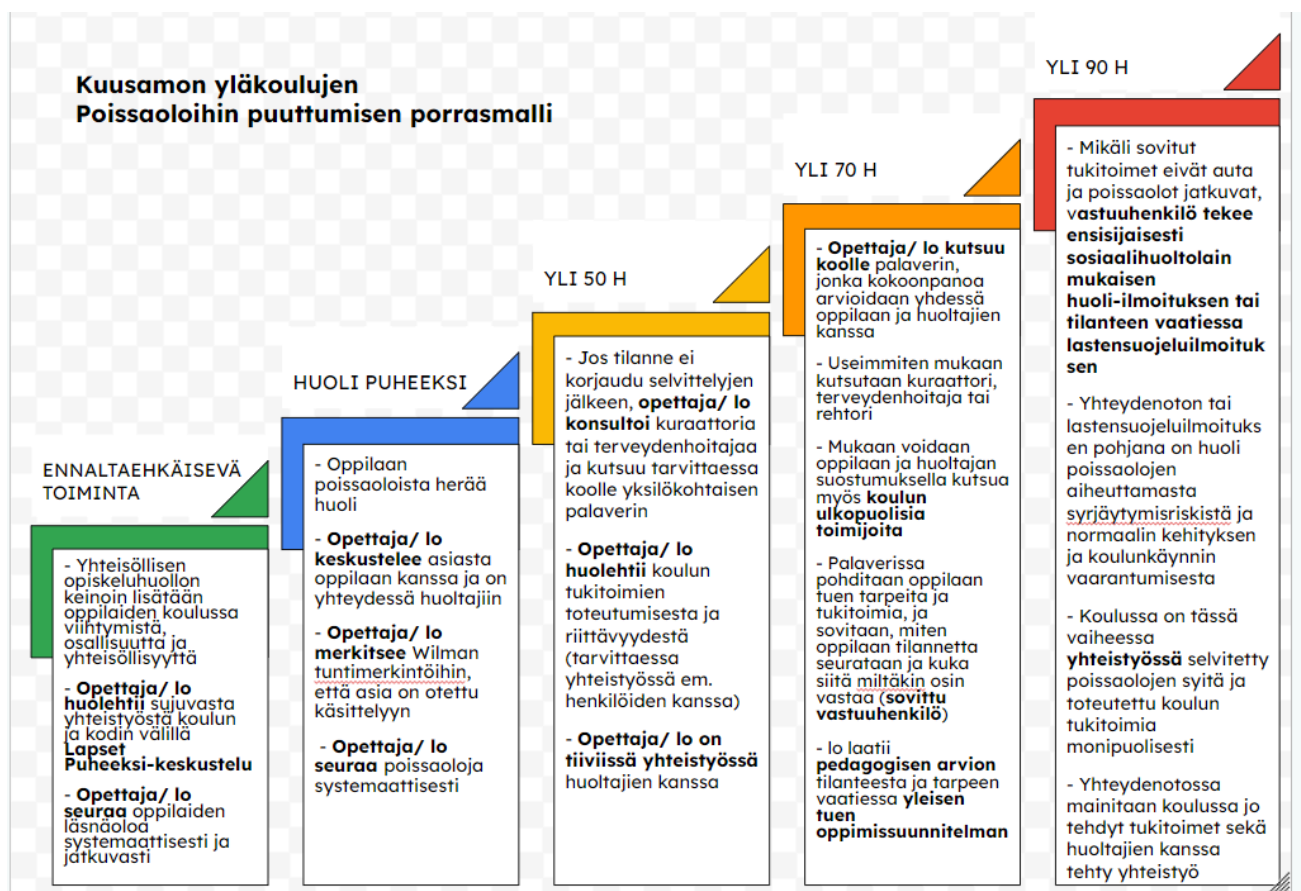 Kuusamon yläkoulujen
Poissaoloihin puuttumisen porrasmalli
ENNALTAEHKÄISEVÄ
TOIMINTA
- Yhteisöllisen
opiskeluhuollon
keinoin lisätään
oppilaiden koulussa
viihtymistä,
osallisuutta ja
yhteisöllisyyttä
- Opettaja/ lo
huolehtii sujuvasta
yhteistyöstä koulun
ja kodin välillä
Lapset
Puheeksi-keskustelu
- Opettaja/ lo
seuraa oppilaiden
läsnäoloa
systemaattisesti ja
jatkuvasti
HUOLI PUHEEKSI
- Oppilaan
poissaoloista herää
huoli
- Opettaja/ lo
keskustelee asiasta
oppilaan kanssa ja on
yhteydessä huoltajiin
- Opettaja/ lo
merkitsee Wilman
tuntimerkintöihin,
että asia on otettu
käsittelyyn
- Opettaja/ lo
seuraa poissaoloja
systemaattisesti
YLI 50 H
- Jos tilanne ei
korjaudu selvittelyjen
jälkeen, opettaja/ lo
konsultoi kuraattoria
tai terveydenhoitajaa
ja kutsuu tarvittaessa
koolle yksilökohtaisen
palaverin
- Opettaja/ lo
huolehtii koulun
tukitoimien
toteutumisesta ja
riittävyydestä
(tarvittaessa
yhteistyössä em.
henkilöiden kanssa)
- Opettaja/ lo on
tiiviissä yhteistyössä
huoltajien kanssa
YLI 70 H
- Opettaja/ lo kutsuu
koolle palaverin,
jonka kokoonpanoa
arvioidaan yhdessä
oppilaan ja huoltajien
kanssa
- Useimmiten mukaan
kutsutaan kuraattori,
terveydenhoitaja tai
rehtori
- Mukaan voidaan
oppilaan ja huoltajan
suostumuksella kutsua
myös koulun
ulkopuolisia
toimijoita
- Palaverissa
pohditaan oppilaan
tuen tarpeita ja
tukitoimia, ja
sovitaan, miten
oppilaan tilannetta
seurataan ja kuka
siitä miltäkin osin
vastaa (sovittu
vastuuhenkilö)
- lo laatii
pedagogisen arvion
tilanteesta ja tarpeen
vaatiessa yleisen
tuen
oppimissuunnitelman
YLI 90 H
- Mikäli sovitut
tukitoimet eivät auta
ja poissaolot jatkuvat,
vastuuhenkilö tekee
ensisijaisesti
sosiaalihuoltolain
mukaisen
huoli-ilmoituksen tai
tilanteen vaatiessa
lastensuojeluilmoituk
sen
- Yhteydenoton tai
lastensuojeluilmoituks
en pohjana on huoli
poissaolojen
aiheuttamasta
syrjäytymisriskistä ja
normaalin kehityksen
ja koulunkäynnin
vaarantumisesta
- Koulussa on tässä
vaiheessa
yhteistyössä selvitetty
poissaolojen syitä ja
toteutettu koulun
tukitoimia
monipuolisesti
- Yhteydenotossa
mainitaan koulussa jo
tehdyt tukitoimet sekä
huoltajien kanssa
tehty yhteistyö